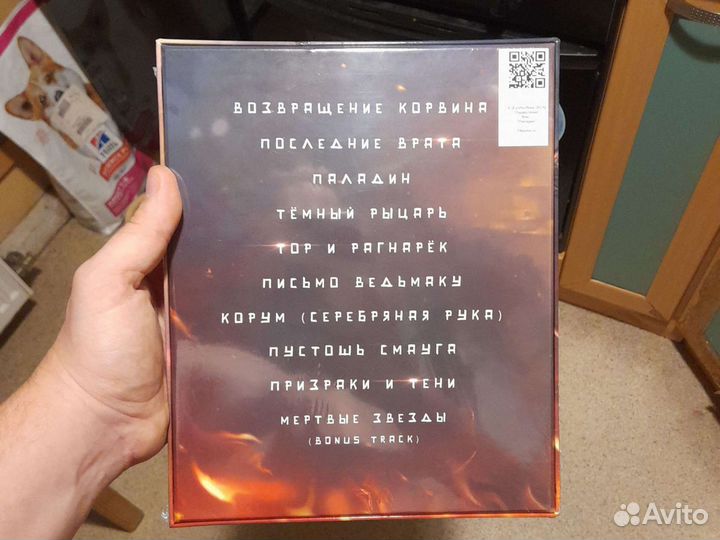 ВОЗВРАЩЕНИЕ КОРВИНА
ПОСЛЕДНИЕ ВРАТА
ПАЛАДИН
ТЁМНЫЙ РЫЦАРЬ
ТОР И РАГНАРЁК
ПИСЬМО ВЕДЬМАКУ
КОРУМ (СЕРЕБРЯНАЯ РУКА)
ПУСТОШЬ СМАУГА
ПРИЗРАКИ И ТЕНИ
МЕРТВЫЕ ЗВЕЗДЫ
(BONUS TRACK)
Hill's
Avito